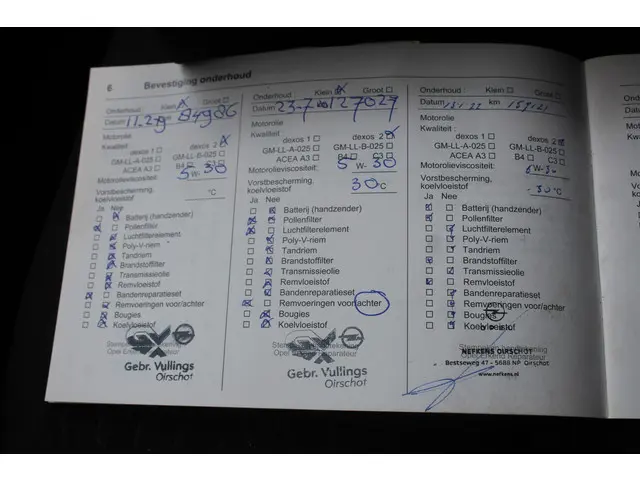 6 Bevestiging onderhoud
Onderhoud: Klein Groot
Datum
Motorolie
Kwaliteit: dexos 1 dexos 2
GM-LL-A-025 GM-LL-B-025
ACEA A3 B4 C3
Motorolieviscositeit: 5 W- 30
Vorstbescherming, koelvloeistof °C
Ja Nee
Batterij (handzender)
Pollenfilter
Luchtfilterelement
Poly-V-riem
Tandriem
Brandstoffilter
Transmissieolie
Remvloeistof
Bandenreparatieset
Remvoeringen voor/achter
Bougies
Koelvloeistof
Gebr. Vullings
Oirschot
Onderhoud: Klein Groot
Datum 23-7 127027
Motorolie
Kwaliteit: dexos 1 dexos 2
GM-LL-A-025 GM-LL-B-025
ACEA A3 B4 C3
Motorolieviscositeit: 5 W- 30
Vorstbescherming, koelvloeistof 30 C
Ja Nee
Batterij (handzender)
Pollenfilter
Luchtfilterelement
Poly-V-riem
Tandriem
Brandstoffilter
Transmissieolie
Remvloeistof
Bandenreparatieset
Remvoeringen voor/achter
Bougies
Koelvloeistof
Gebr. Vullings
Oirschot
Onderhoud: Klein Groot
Datum km
Motorolie
Kwaliteit: dexos 1 dexos 2
GM-LL-A-025 GM-LL-B-025
ACEA A3 B4 C3
Motorolieviscositeit: 5 W-30
Vorstbescherming, koelvloeistof -30 °C
Ja Nee
Batterij (handzender)
Pollenfilter
Luchtfilterelement
Poly-V-riem
Tandriem
Brandstoffilter
Transmissieolie
Remvloeistof
Bandenreparatieset
Remvoeringen voor/achter
Bougies
Koelvloeistof
NEFKENS OIRSCHOT
Bestseweg 47 - 5688 NP Oirschot
www.nefkens.nl